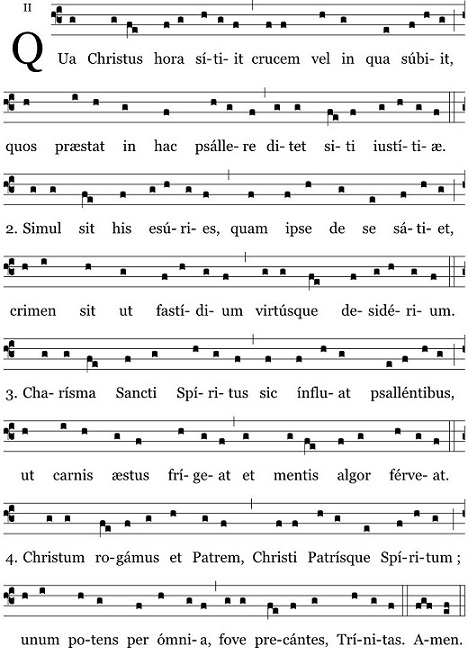 II
QUa Christus hora sí-ti- it crucem vel in qua súbi- it,
quos præstat in hac psálle- re di-tet si- ti iustí- ti- æ.
2. Simul sit his esú- ri- es, quam ipse de se sá- ti- et,
crimen sit ut fastí- di- um virtúsque de- sidé- ri- um.
3. Cha- rísma Sancti Spí- ri- tus sic ínflu- at psalléntibus,
ut carnis æstus frí- ge- at et mentis algor férve- at.
4. Christum ro-gámus et Patrem, Christi Patrísque Spí- ri-tum ;
unum po-tens per ómni- a, fove pre-cántes, Trí-ni-tas. A-men.